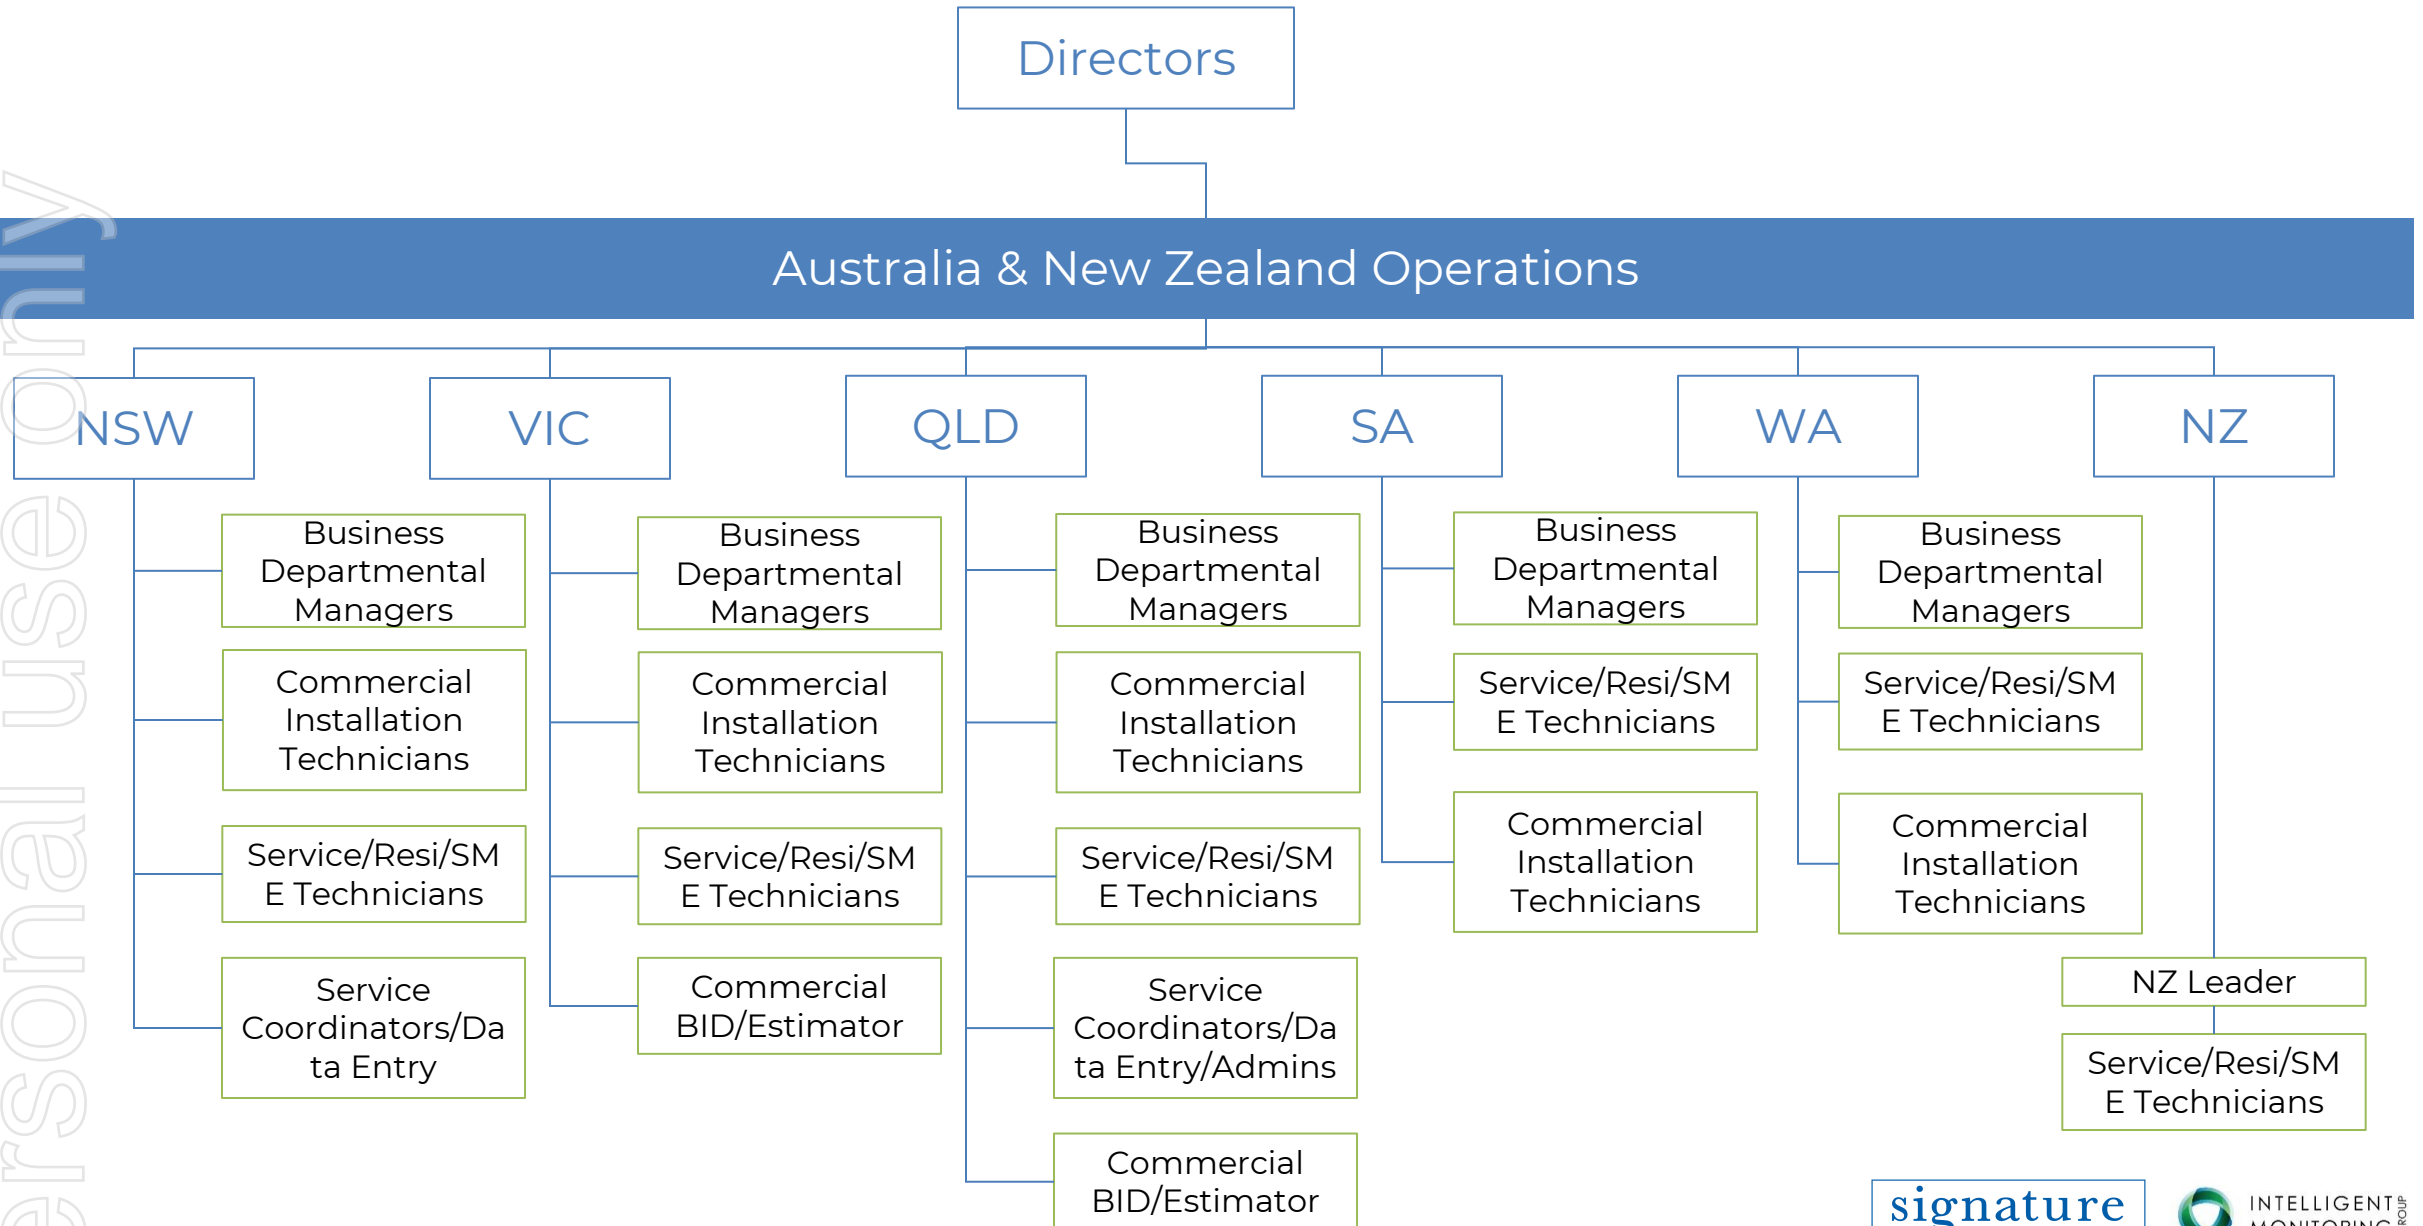 Directors
Australia & New Zealand Operations
NSW
VIC
QLD
SA
WA
NZ
Business
Departmental
Managers
Commercial
Installation
Technicians
Service/Resi/SM
E Technicians
Service
Coordinators/Da
ta Entry
Business
Departmental
Managers
Commercial
Installation
Technicians
Service/Resi/SM
E Technicians
Commercial
BID/Estimator
Business
Departmental
Managers
Commercial
Installation
Technicians
Service/Resi/SM
E Technicians
Service
Coordinators/Da
ta Entry/Admins
Commercial
BID/Estimator
Business
Departmental
Managers
Service/Resi/SM
E Technicians
Commercial
Installation
Technicians
Business
Departmental
Managers
Service/Resi/SM
E Technicians
Commercial
Installation
Technicians
NZ Leader
Service/Resi/SM
E Technicians
signature
INTELLIGENT
MONITORING
GROUP
ersonal use only